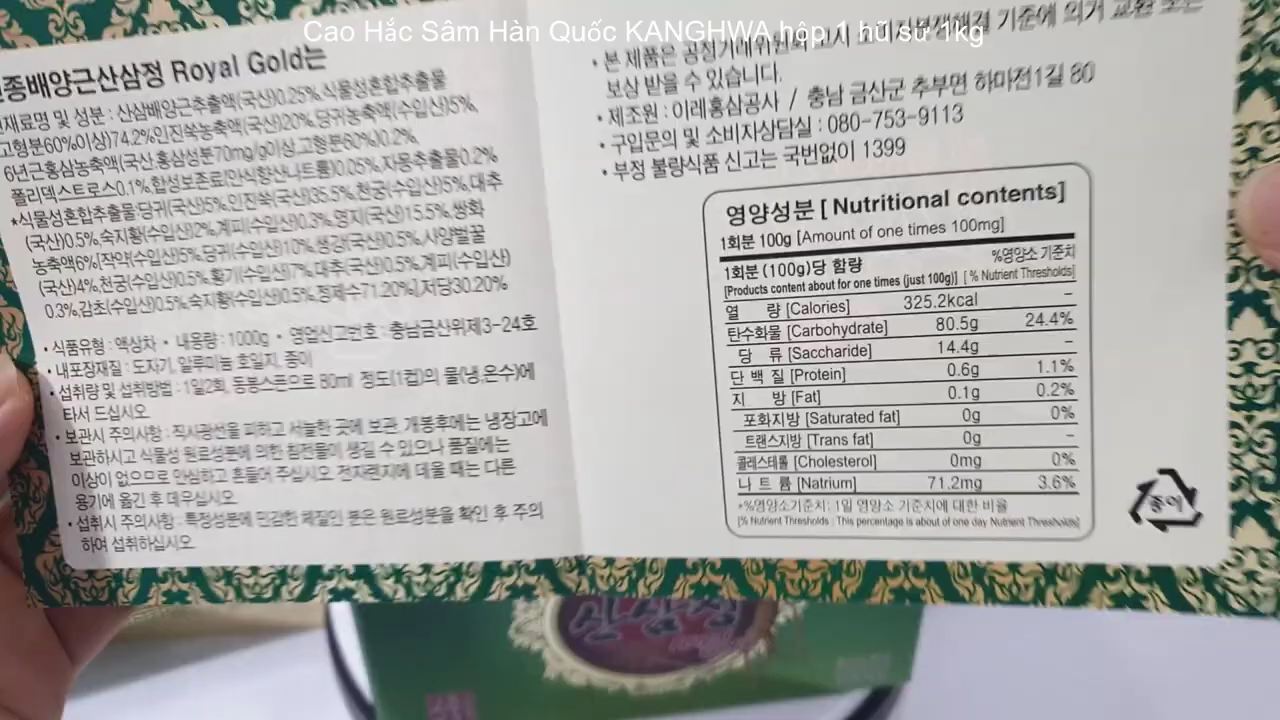 Cao Hắc Sâm Hàn Quốc KANGHWA hộp 1 hũ sứ 1kg
종배양근산삼정 Royal Gold는
재료명 및 성분 : 산삼배양근추출액(국산)0.25%,식물성혼합추출물
고형분60%이상)74.2%,인진쑥농축액(국산)20%,당귀농축액(수입산)5%,
6년근홍삼농축액(국산,홍삼성분70mg/g이상,고형분60%)0.2%,
폴리덱스트로스0.1%,합성보존료(안식향산나트륨)0.05%,자몽추출물0.2%
*식물성혼합추출물:당귀(국산)5%,인진쑥(국산)35.5%,천궁(수입산)5%,대추
(국산)0.5%,숙지황(수입산)2%,계피(수입산)0.3%,영지(국산)15.5%,쌍화
농축액6%[작약(수입산)5%,당귀(수입산)10%,생강(국산)0.5%,사양벌꿀
(국산)4%,천궁(수입산)0.5%,황기(수입산)7%,대추(국산)0.5%,계피(수입산)
0.3%,감초(수입산)0.5%,숙지황(수입산)0.5%,정제수71.20%],저당30.20%
• 식품유형 : 액상차 • 내용량 : 1000g • 영업신고번호 : 충남금산위제3-24호
• 내포장재질 : 도자기, 알루미늄 호일지, 종이
• 섭취량 및 섭취방법 : 1일2회, 동봉스푼으로 80ml 정도(1컵)의 물(냉,온수)에
타서 드십시오
• 보관시 주의사항 : 직사광선을 피하고 서늘한 곳에 보관, 개봉후에는 냉장고에
보관하시고 식물성 원료성분에 의한 침전물이 생길 수 있으나 품질에는
이상이 없으므로 안심하고 흔들어 주십시오. 전자렌지에 데울 때는 다른
용기에 옮긴 후 데우십시오
• 섭취시 주의사항 : 특정성분에 민감한 체질인 분은 원료성분을 확인 후 주의
하여 섭취하십시오.
• 본 제품은 공정거래위원회 고시 소비자분쟁해결 기준에 의거 교환 또는
보상 받을 수 있습니다.
• 제조원 : 이레홍삼공사 / 충남 금산군 추부면 하마전1길 80
• 구입문의 및 소비자상담실 : 080-753-9113
• 부정 불량식품 신고는 국번없이 1399
영양성분 [ Nutritional contents]
1회분 100g [Amount of one times 100mg]
1회분 (100g)당 함량 %영양소 기준치
[Products content about for one times (just 100g)] [ % Nutrient Thresholds]
열 량 [Calories] 325.2kcal –
탄수화물 [Carbohydrate] 80.5g 24.4%
당 류 [Saccharide] 14.4g –
단 백 질 [Protein] 0.6g 1.1%
지 방 [Fat] 0.1g 0.2%
포화지방 [Saturated fat] 0g 0%
트랜스지방 [Trans fat] 0g –
콜레스테롤 [Cholesterol] 0mg 0%
나 트 륨 [Natrium] 71.2mg 3.6%
*%영양소기준치: 1일 영양소 기준치에 대한 비율
[% Nutrient Thresholds : This percentage is about of one day Nutrient Thresholds]
종이
산삼정